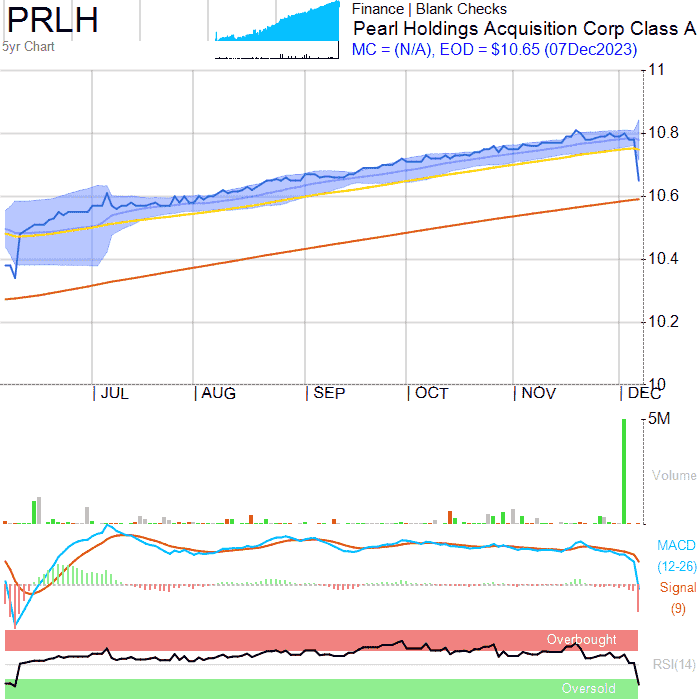 PRLH
5yr Chart
Finance | Blank Checks
Pearl Holdings Acquisition Corp Class A
MC = (N/A), EOD = $10.65 (07Dec2023)
11
10.8
10.6
10.4
10.2
10
JUL AUG SEP OCT NOV DEC
5M
Volume
MACD
(12-26)
Signal
(9)
Overbought
RSI(14)
Oversold